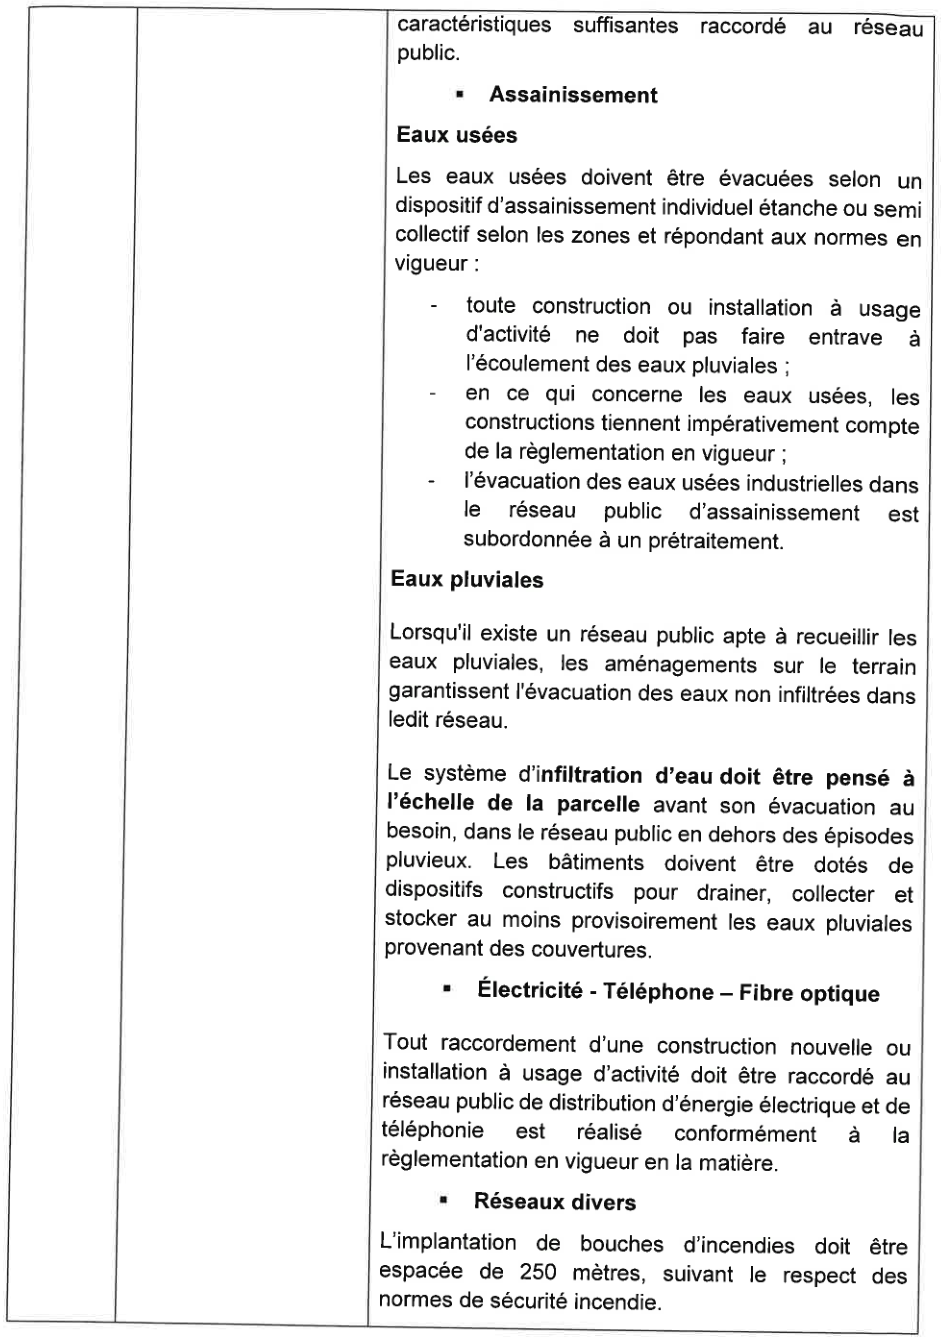 caractéristiques suffisantes raccordé au réseau
public.
▪ Assainissement
Eaux usées
Les eaux usées doivent être évacuées selon un
dispositif d'assainissement individuel étanche ou semi
collectif selon les zones et répondant aux normes en
vigueur :
- toute construction ou installation à usage
d'activité ne doit pas faire entrave à
l'écoulement des eaux pluviales ;
- en ce qui concerne les eaux usées, les
constructions tiennent impérativement compte
de la règlementation en vigueur ;
- l'évacuation des eaux usées industrielles dans
le réseau public d'assainissement est
subordonnée à un prétraitement.
Eaux pluviales
Lorsqu'il existe un réseau public apte à recueillir les
eaux pluviales, les aménagements sur le terrain
garantissent l'évacuation des eaux non infiltrées dans
ledit réseau.
Le système d'infiltration d'eau doit être pensé à
l'échelle de la parcelle avant son évacuation au
besoin, dans le réseau public en dehors des épisodes
pluvieux. Les bâtiments doivent être dotés de
dispositifs constructifs pour drainer, collecter et
stocker au moins provisoirement les eaux pluviales
provenant des couvertures.
▪ Électricité - Téléphone – Fibre optique
Tout raccordement d'une construction nouvelle ou
installation à usage d'activité doit être raccordé au
réseau public de distribution d'énergie électrique et de
téléphonie est réalisé conformément à la
règlementation en vigueur en la matière.
▪ Réseaux divers
L'implantation de bouches d'incendies doit être
espacée de 250 mètres, suivant le respect des
normes de sécurité incendie.